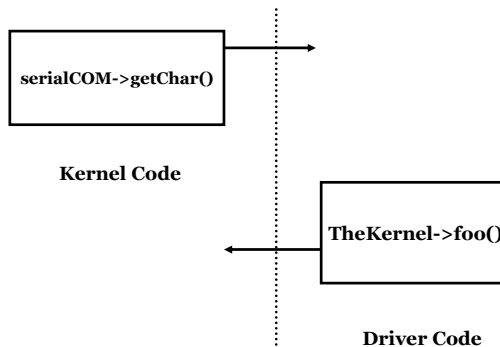 serialCOM->getChar()
Kernel Code
TheKernel->foo()
Driver Code